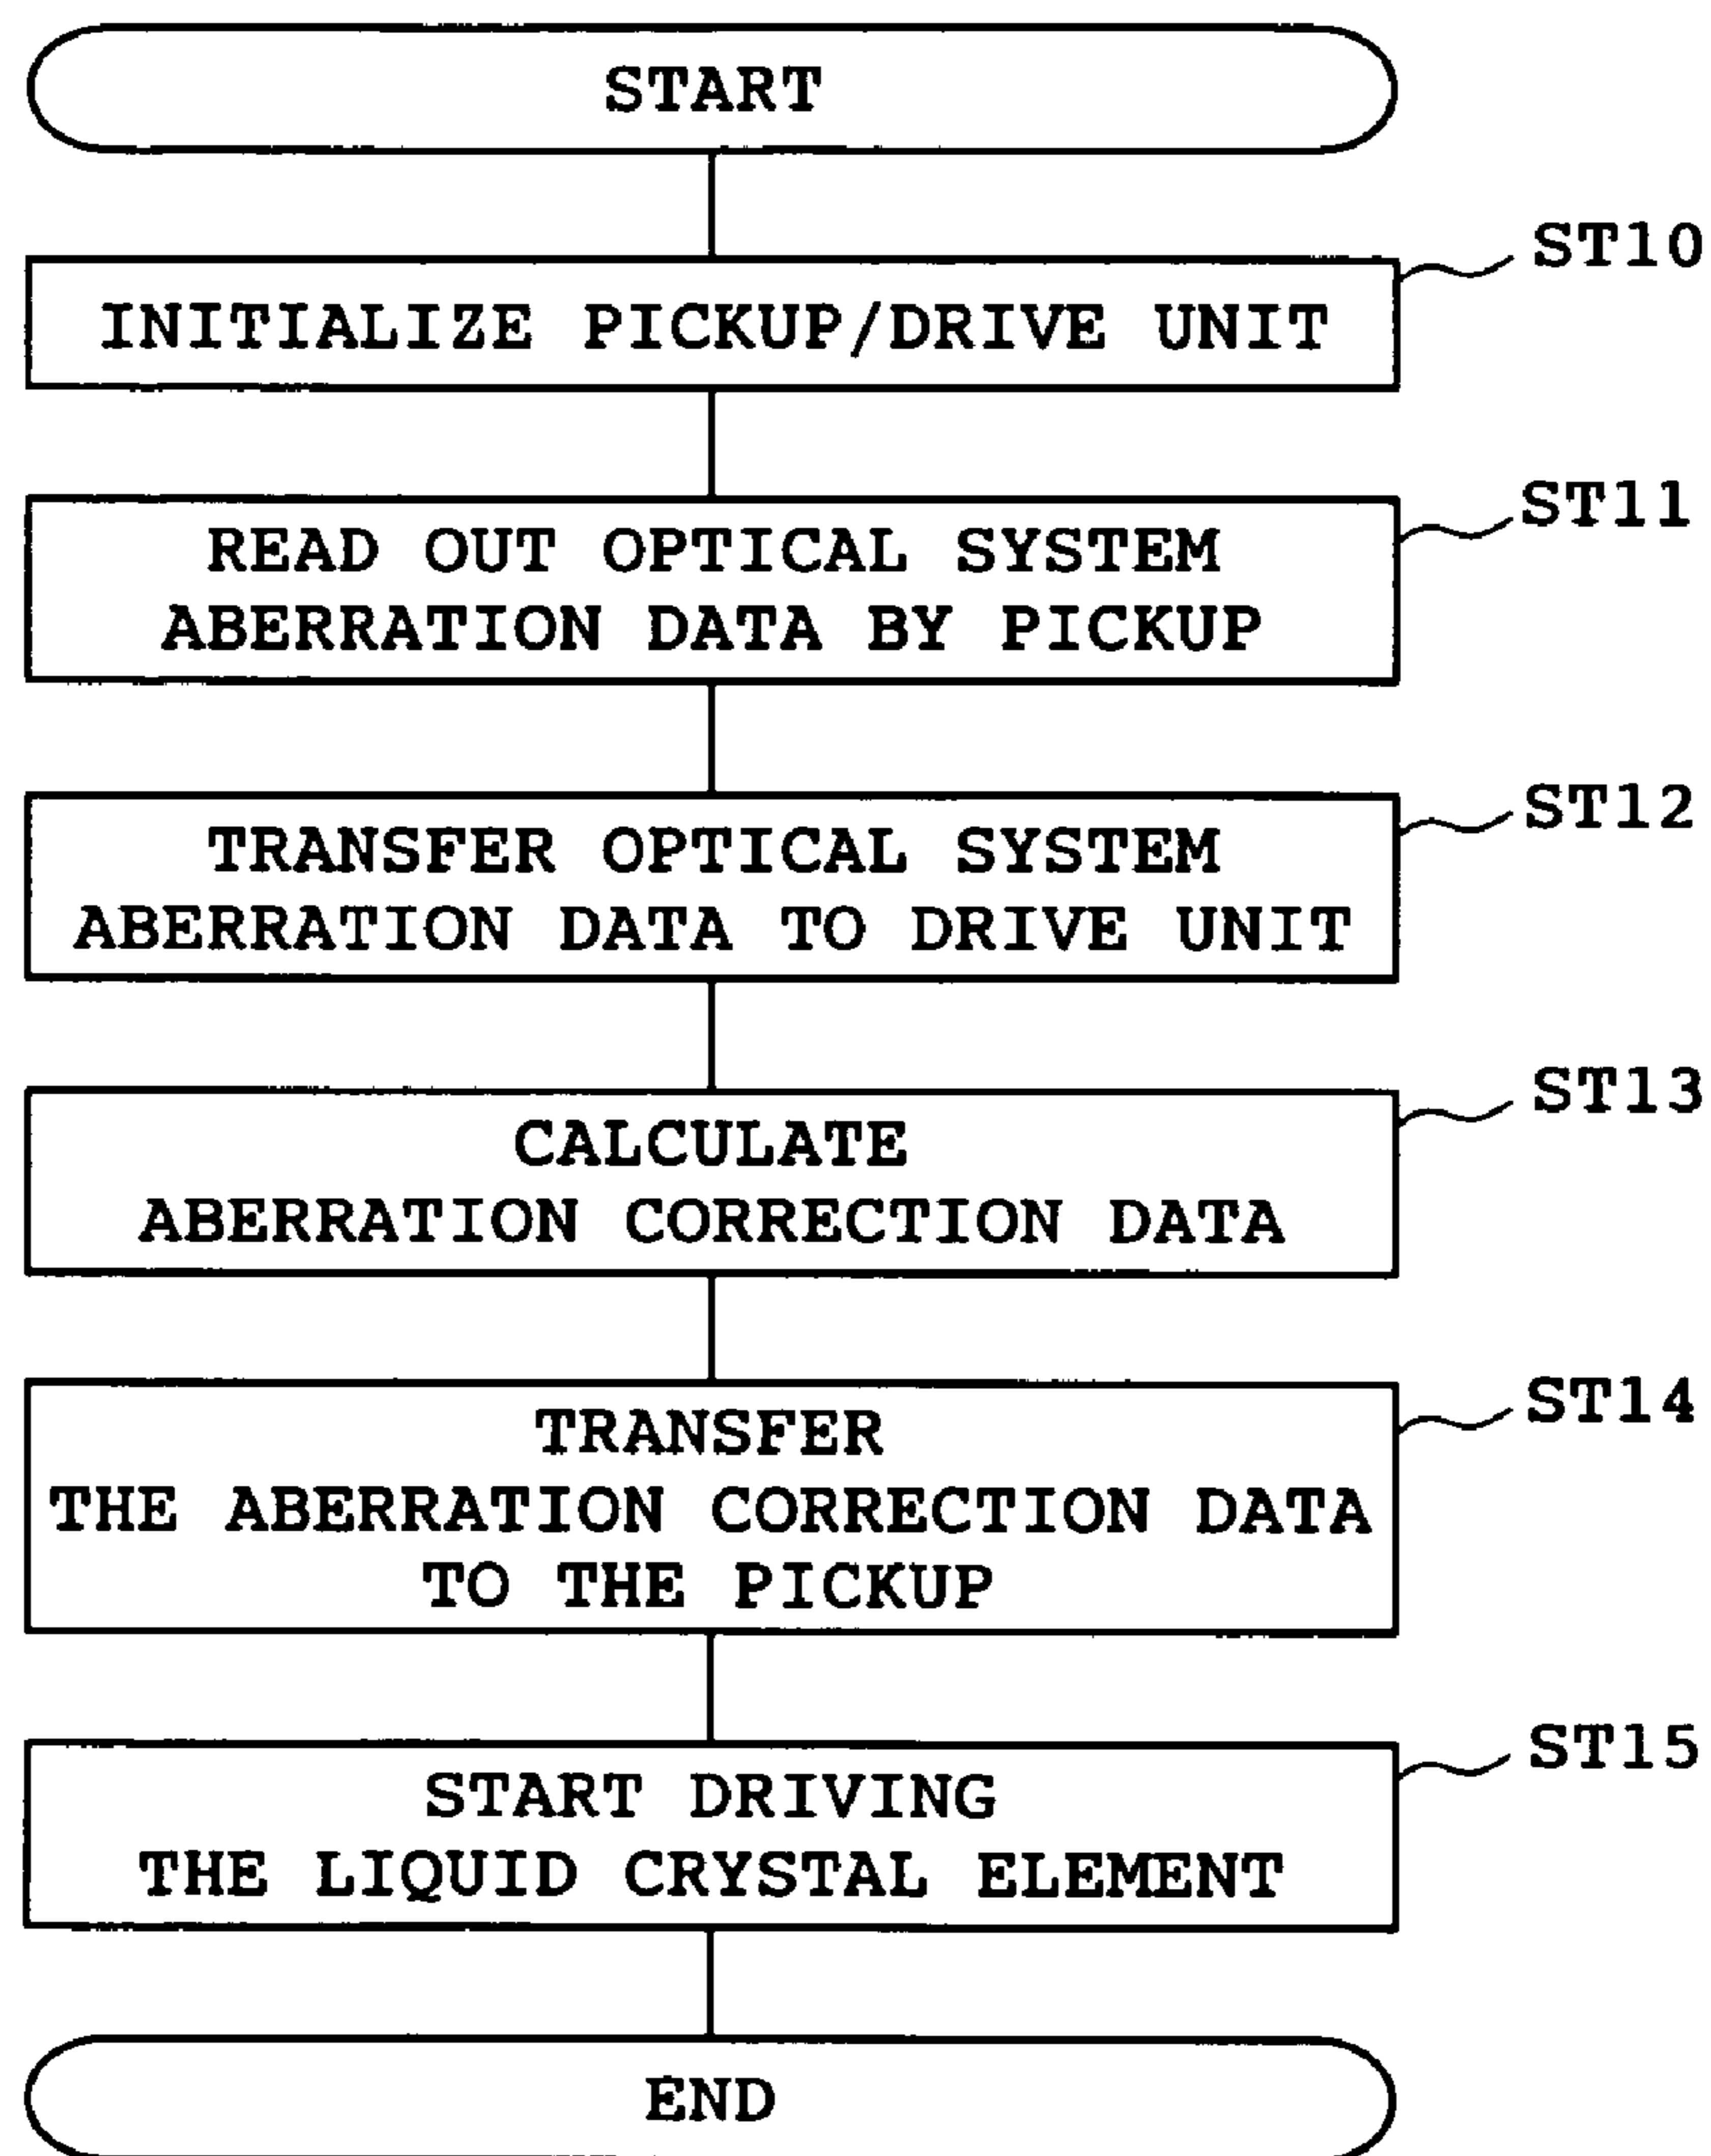 START
ST10
INITIALIZE PICKUP/DRIVE UNIT
ST11
READ OUT OPTICAL SYSTEM
ABERRATION DATA BY PICKUP
ST12
TRANSFER OPTICAL SYSTEM
ABERRATION DATA TO DRIVE UNIT
ST13
CALCULATE
ABERRATION CORRECTION DATA
ST14
TRANSFER
THE ABERRATION CORRECTION DATA
TO THE PICKUP
ST15
START DRIVING
THE LIQUID CRYSTAL ELEMENT
END